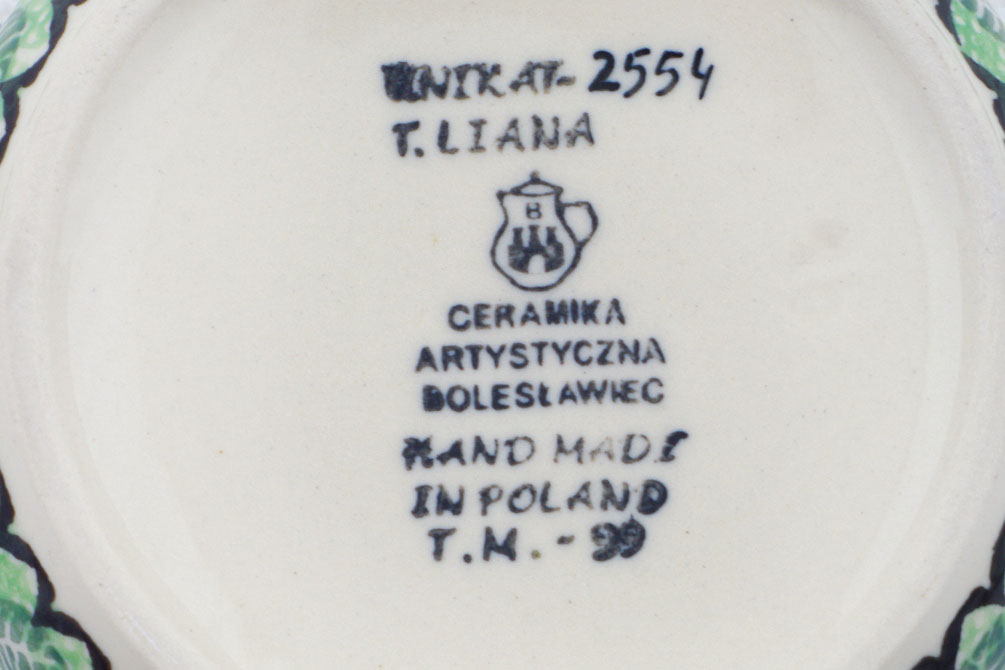 UNIKAT-2554
T. LIANA
B
CERAMIKA
ARTYSTYCZNA
BOLESŁAWIEC
HAND MADE
IN POLAND
T.M.-99